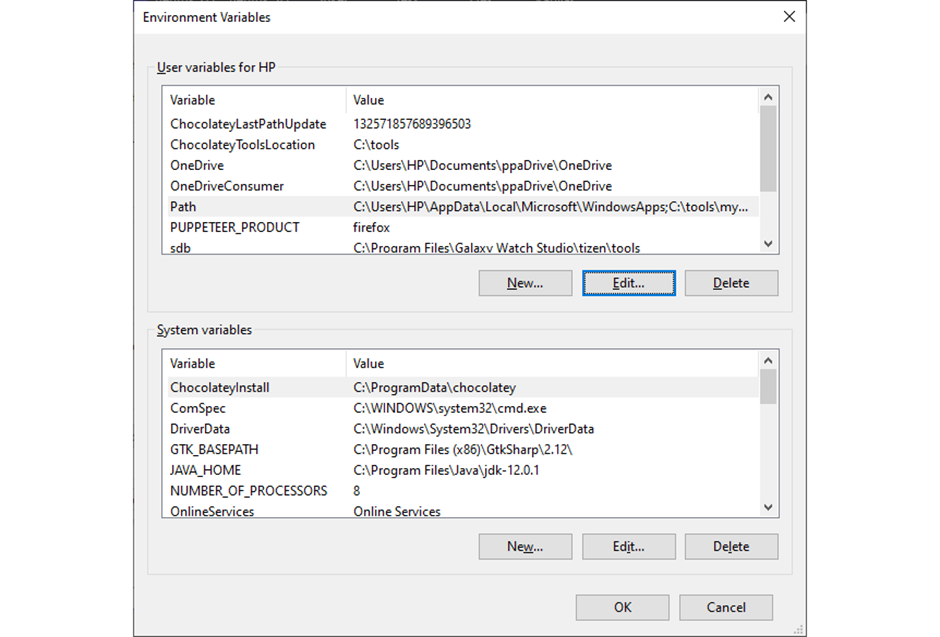 Environment Variables
User variables for HP
Variable Value
ChocolateyLastPathUpdate 132571857689396503
ChocolateyToolsLocation C:\tools
OneDrive C:\Users\HP\Documents\ppaDrive\OneDrive
OneDriveConsumer C:\Users\HP\Documents\ppaDrive\OneDrive
Path C:\Users\HP\AppData\Local\Microsoft\WindowsApps;C:\tools\my...
PUPPETEER_PRODUCT firefox
sdb C:\Program Files\Galaxy Watch Studio\tizen\tools
New... Edit... Delete
System variables
Variable Value
ChocolateyInstall C:\ProgramData\chocolatey
ComSpec C:\WINDOWS\system32\cmd.exe
DriverData C:\Windows\System32\Drivers\DriverData
GTK_BASEPATH C:\Program Files (x86)\GtkSharp\2.12\
JAVA_HOME C:\Program Files\Java\jdk-12.0.1
NUMBER_OF_PROCESSORS 8
OnlineServices Online Services
New... Edit... Delete
OK Cancel